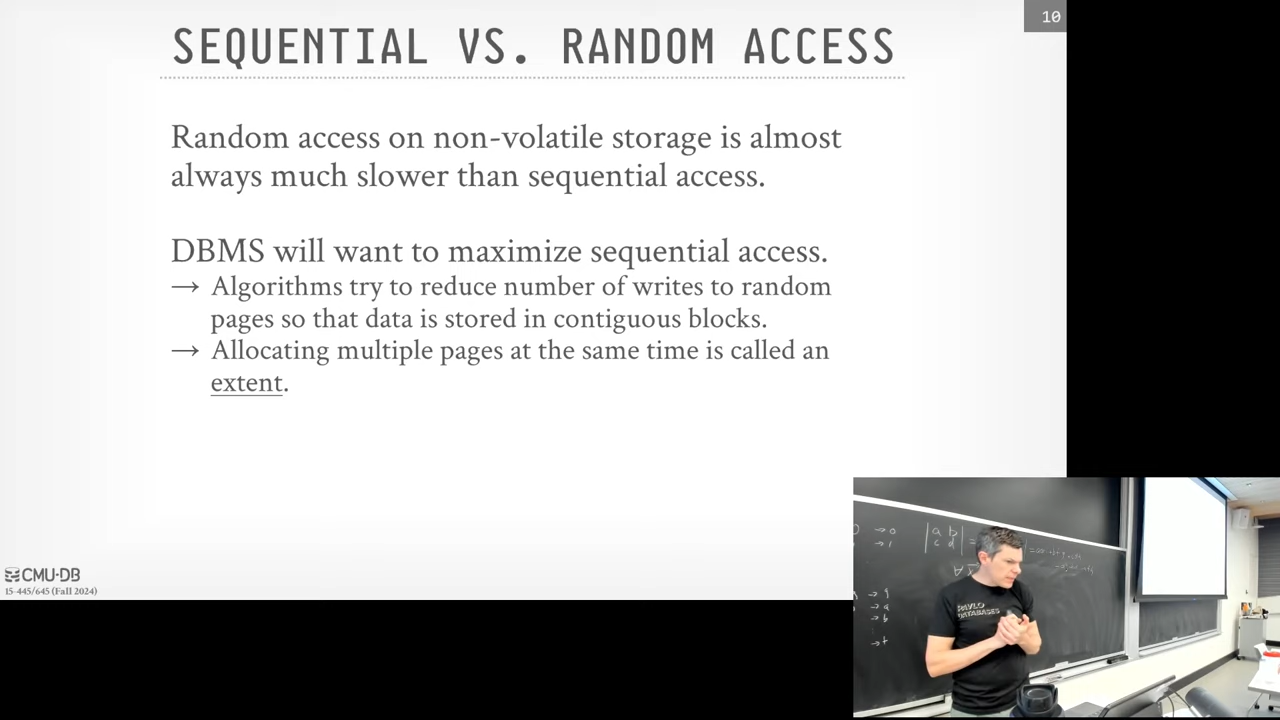 10
SEQUENTIAL VS. RANDOM ACCESS
Random access on non-volatile storage is almost
always much slower than sequential access.
DBMS will want to maximize sequential access.
→ Algorithms try to reduce number of writes to random
pages so that data is stored in contiguous blocks.
→ Allocating multiple pages at the same time is called an
extent.
CMU·DB
15-445/645 (Fall 2024)
→ 0
→ 1
a b
c d
=
DATABASES
→ a
→ b
→ t